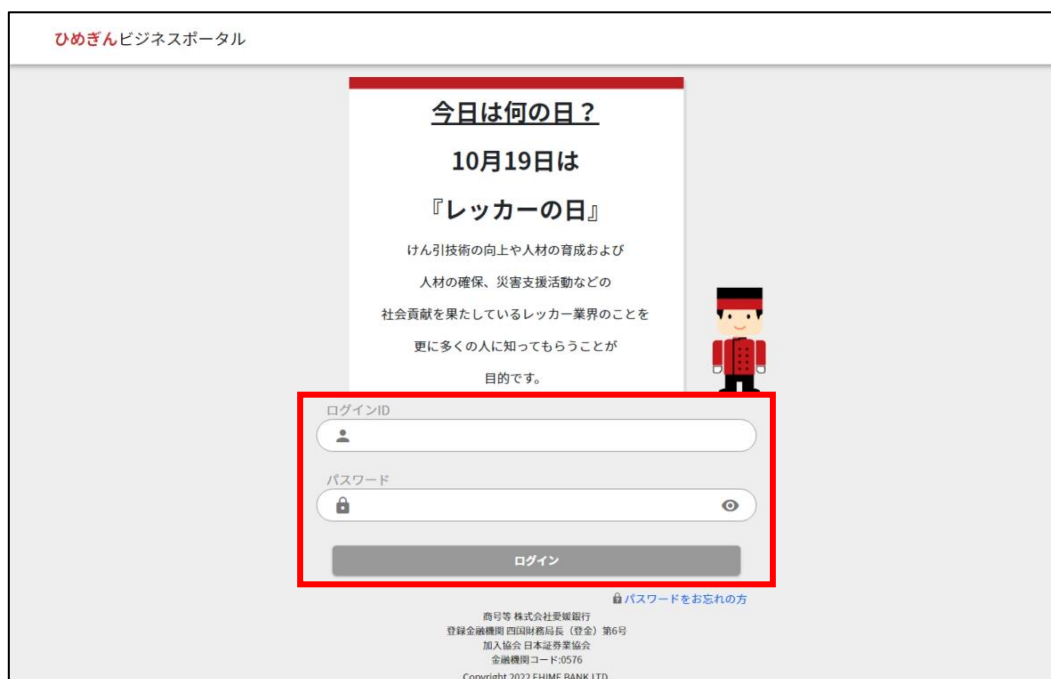 ひめぎんビジネスポータル
今日は何の日？
10月19日は
『レッカーの日』
けん引技術の向上や人材の育成および
人材の確保、災害支援活動などの
社会貢献を果たしているレッカー業界のことを
更に多くの人に知ってもらうことが
目的です。
ログインID
パスワード
ログイン
パスワードをお忘れの方
商号等 株式会社愛媛銀行
登録金融機関 四国財務局長（登金）第6号
加入協会 日本証券業協会
金融機関コード:0576
Copyright 2022 EHIME BANK LTD